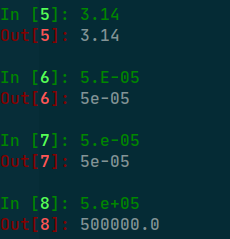 In [5]: 3.14
Out[5]: 3.14
In [6]: 5.E-05
Out[6]: 5e-05
In [7]: 5.e-05
Out[7]: 5e-05
In [8]: 5.e+05
Out[8]: 500000.0